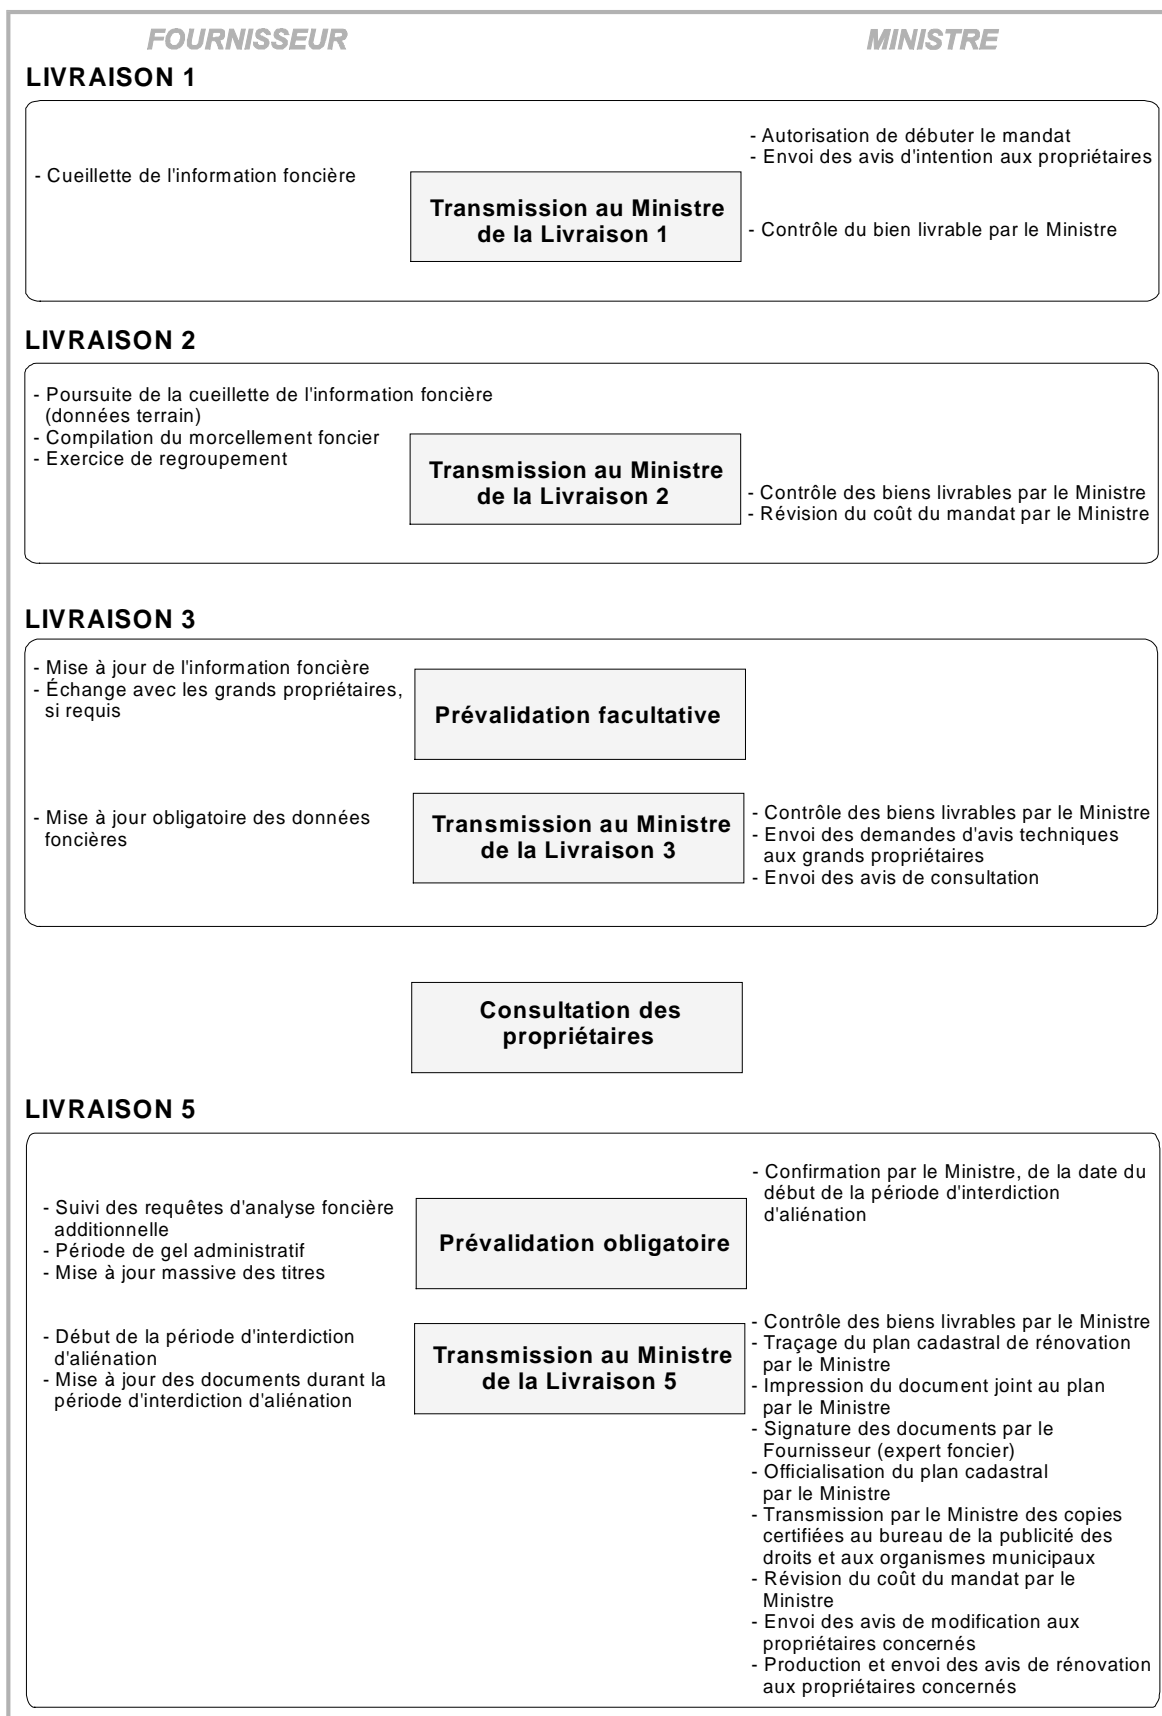 FOURNISSEUR
MINISTRE
LIVRAISON 1
- Cueillette de l'information foncière
Transmission au Ministre
de la Livraison 1
- Autorisation de débuter le mandat
- Envoi des avis d'intention aux propriétaires
- Contrôle du bien livrable par le Ministre
LIVRAISON 2
- Poursuite de la cueillette de l'information foncière
(données terrain)
- Compilation du morcellement foncier
- Exercice de regroupement
Transmission au Ministre
de la Livraison 2
- Contrôle des biens livrables par le Ministre
- Révision du coût du mandat par le Ministre
LIVRAISON 3
- Mise à jour de l'information foncière
- Échange avec les grands propriétaires,
si requis
Prévalidation facultative
- Mise à jour obligatoire des données
foncières
Transmission au Ministre
de la Livraison 3
- Contrôle des biens livrables par le Ministre
- Envoi des demandes d'avis techniques
aux grands propriétaires
- Envoi des avis de consultation
Consultation des
propriétaires
LIVRAISON 5
- Suivi des requêtes d'analyse foncière
additionnelle
- Période de gel administratif
- Mise à jour massive des titres
Prévalidation obligatoire
- Confirmation par le Ministre, de la date du
début de la période d'interdiction
d'aliénation
- Début de la période d'interdiction
d'aliénation
- Mise à jour des documents durant la
période d'interdiction d'aliénation
Transmission au Ministre
de la Livraison 5
- Contrôle des biens livrables par le Ministre
- Traçage du plan cadastral de rénovation
par le Ministre
- Impression du document joint au plan
par le Ministre
- Signature des documents par le
Fournisseur (expert foncier)
- Officialisation du plan cadastral
par le Ministre
- Transmission par le Ministre des copies
certifiées au bureau de la publicité des
droits et aux organismes municipaux
- Révision du coût du mandat par le
Ministre
- Envoi des avis de modification aux
propriétaires concernés
- Production et envoi des avis de rénovation
aux propriétaires concernés